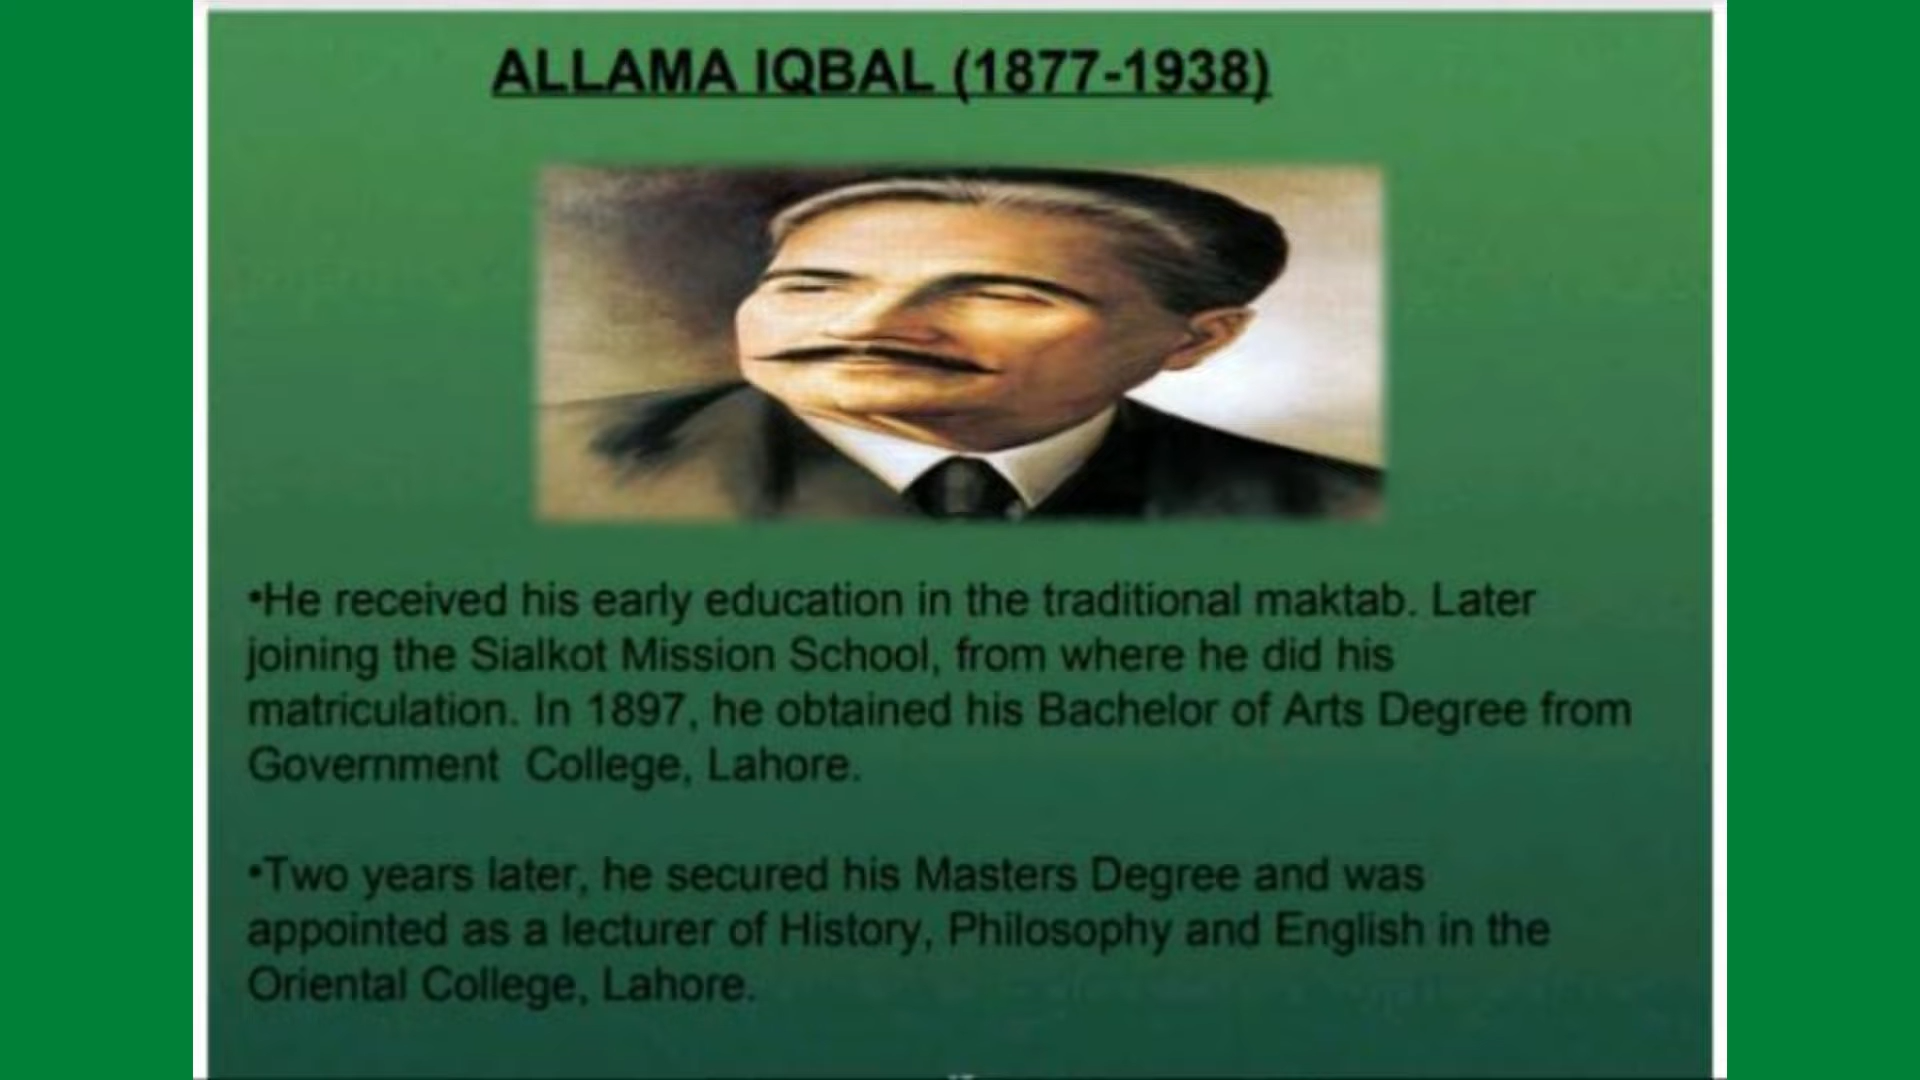 ALLAMA IQBAL (1877-1938)
•He received his early education in the traditional maktab. Later
joining the Sialkot Mission School, from where he did his
matriculation. In 1897, he obtained his Bachelor of Arts Degree from
Government College, Lahore.
•Two years later, he secured his Masters Degree and was
appointed as a lecturer of History, Philosophy and English in the
Oriental College, Lahore.